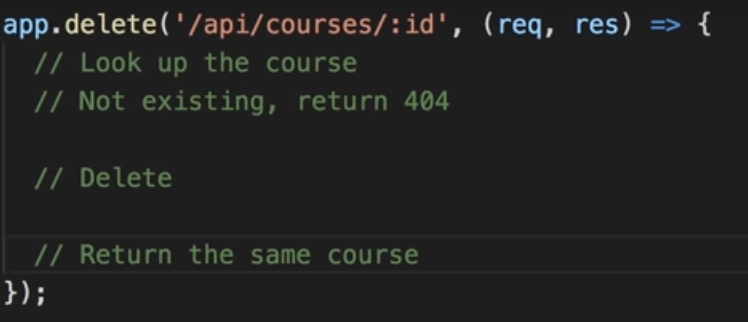 app.delete('/api/courses/:id', (req, res) => {
// Look up the course
// Not existing, return 404
// Delete
// Return the same course
});